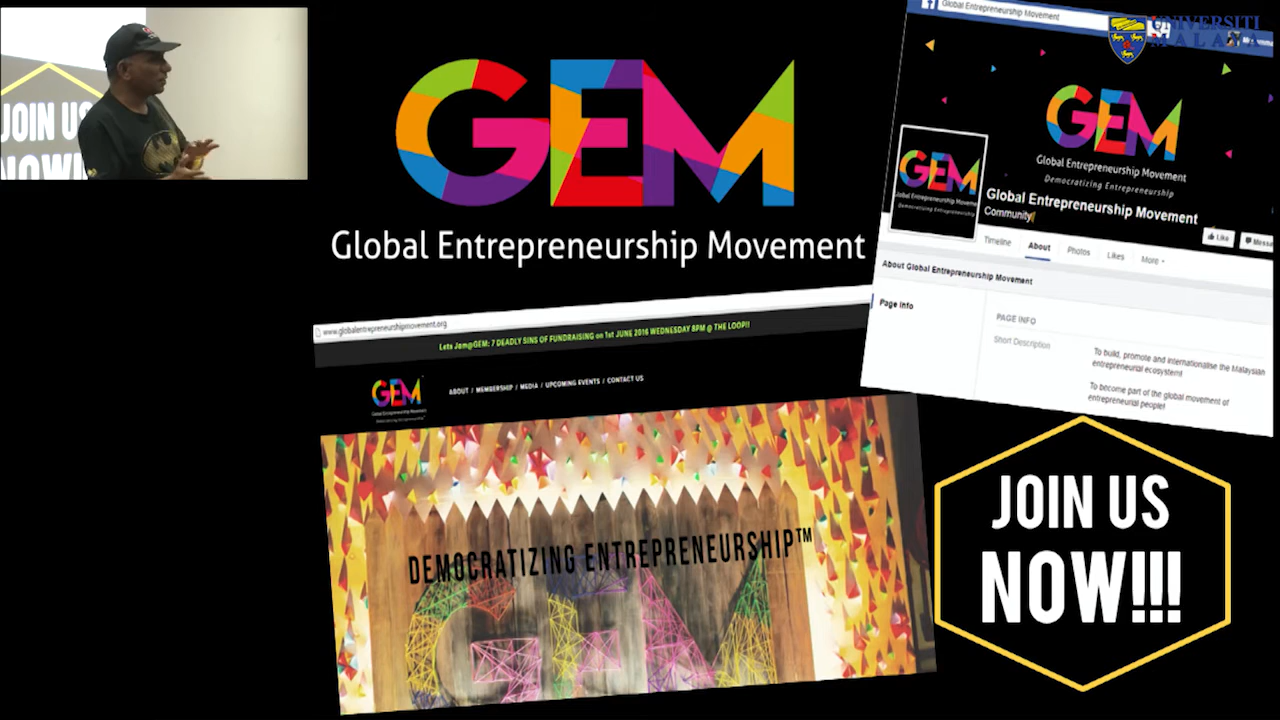 JOIN US
NOW!!!
GEM
Global Entrepreneurship Movement
Global Entrepreneurship Movement
UNIVERSITI
MALAYA
GEM
Global Entrepreneurship Movement
Democratizing Entrepreneurship
GEM
Global Entrepreneurship Moveme
Democratizing Entrepreneurship
Global Entrepreneurship Movement
Community
Like
Messa
Timeline
About
Photos
Likes
More
About Global Entrepreneurship Movement
Page Info
PAGE INFO
Short Description
To build, promote and internationalise the Malaysian
entrepreneurial ecosystem!
To become part of the global movement of
entrepreneurial people!
www.globalentrepreneurshipmovement.org
Lets Jam@GEM: 7 DEADLY SINS OF FUNDRAISING on 1st JUNE 2016 WEDNESDAY 8PM @ THE LOOP!!
GEM
Global Entrepreneurship Movement
Democratizing Entrepreneurship
ABOUT / MEMBERSHIP / MEDIA / UPCOMING EVENTS / CONTACT US
DEMOCRATIZING ENTREPRENEURSHIP™
GEM
JOIN US
NOW!!!